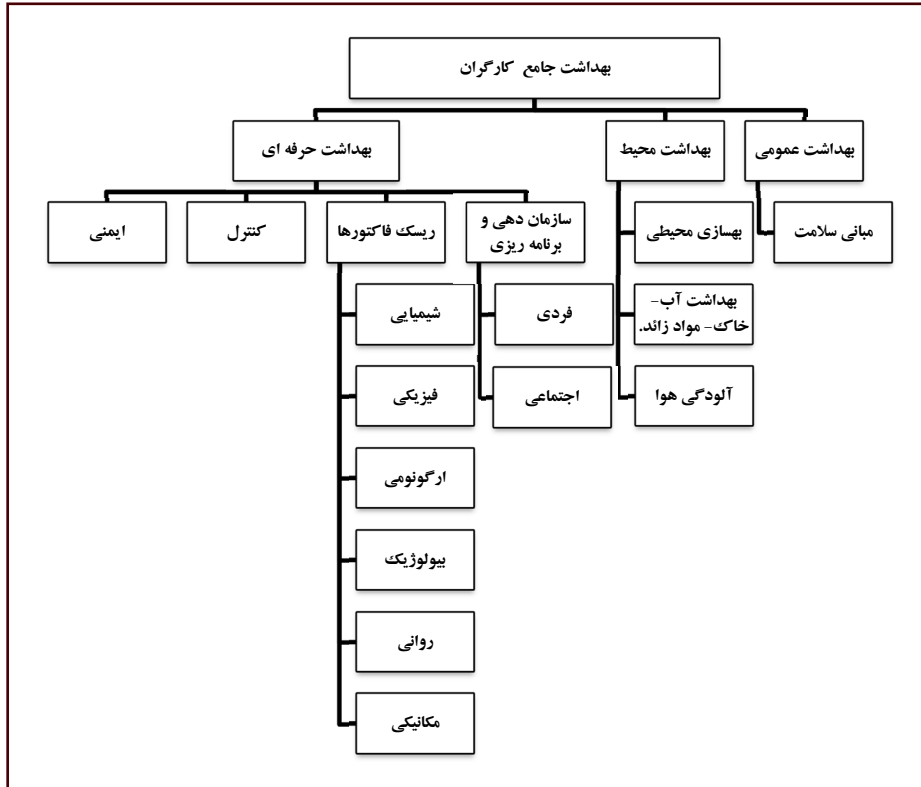 بهداشت جامع کارگران
بهداشت عمومی
بهداشت محیط
بهداشت حرفه ای
مبانی سلامت
بهسازی محیطی
بهداشت آب-
خاک- مواد زائد.
آلودگی هوا
سازمان دهی و
برنامه ریزی
ریسک فاکتورها
کنترل
ایمنی
فردی
اجتماعی
شیمیایی
فیزیکی
ارگونومی
بیولوژیک
روانی
مکانیکی